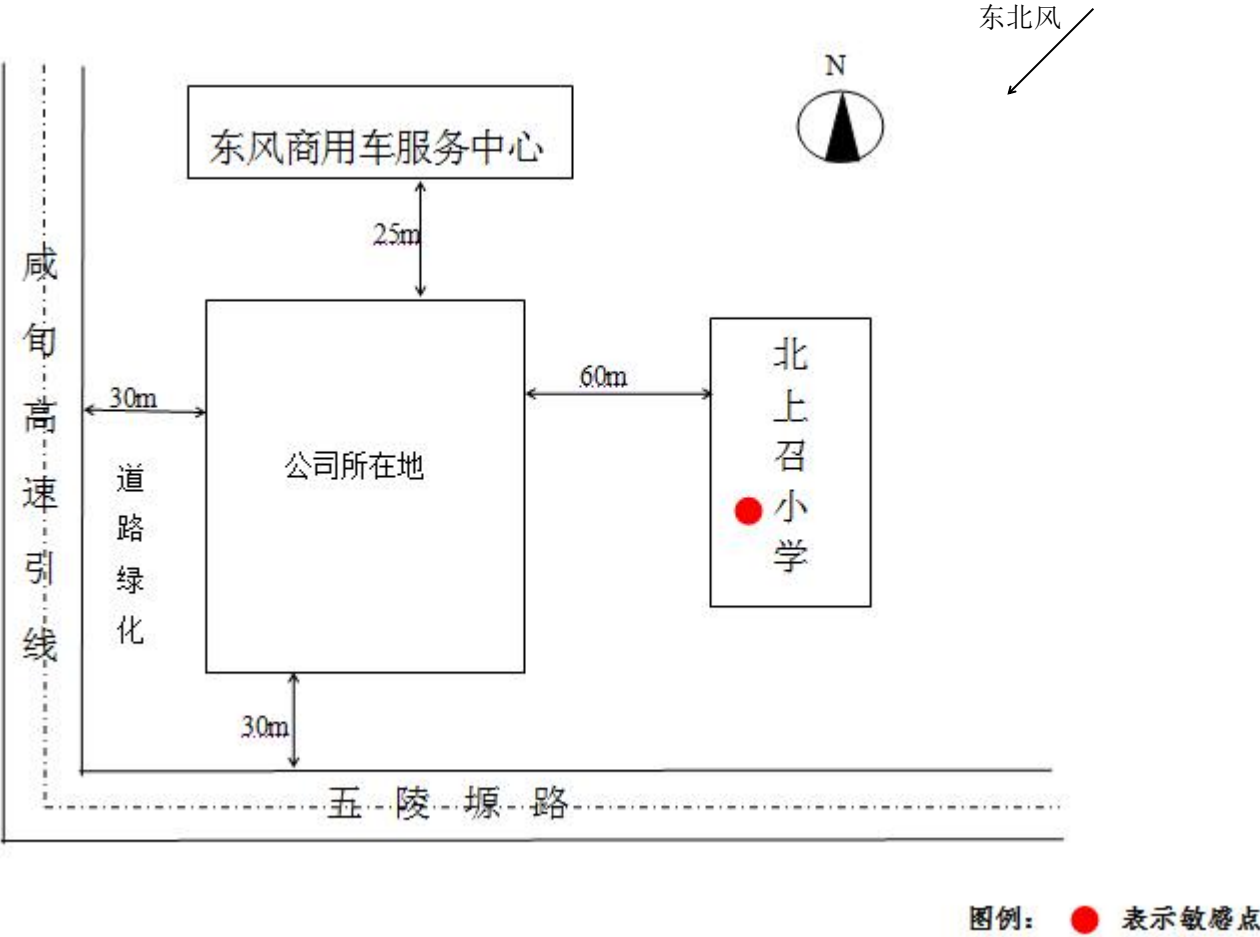 东北风
N
东风商用车服务中心
25m
咸旬高速引线
30m
60m
北上召小学
公司所在地
道路绿化
30m
五陵塬路
图例： 表示敏感点